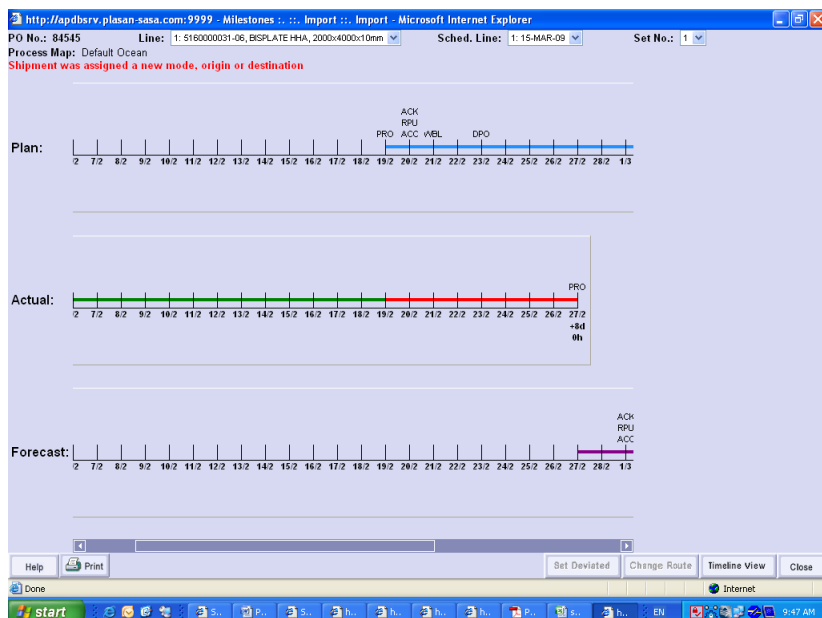 http://apdbsrv.plasan-sasa.com:9999 - Milestones :. ::. Import ::. Import - Microsoft Internet Explorer
PO No.: 84545 Line: 1: 5160000031-06, BISPLATE HHA, 2000x4000x10mm Sched. Line: 1: 15-MAR-09 Set No.: 1
Process Map: Default Ocean
Shipment was assigned a new mode, origin or destination
ACK
RPU
PRO ACC WBL DPO
Plan:
/2 7/2 8/2 9/2 10/2 11/2 12/2 13/2 14/2 15/2 16/2 17/2 18/2 19/2 20/2 21/2 22/2 23/2 24/2 25/2 26/2 27/2 28/2 1/3
PRO
Actual:
/2 7/2 8/2 9/2 10/2 11/2 12/2 13/2 14/2 15/2 16/2 17/2 18/2 19/2 20/2 21/2 22/2 23/2 24/2 25/2 26/2 27/2
+8d
0h
ACK
RPU
ACC
Forecast:
/2 7/2 8/2 9/2 10/2 11/2 12/2 13/2 14/2 15/2 16/2 17/2 18/2 19/2 20/2 21/2 22/2 23/2 24/2 25/2 26/2 27/2 28/2 1/3
Help Print Set Deviated Change Route Timeline View Close
Done Internet
start S.. P.. S.. h.. h.. h.. h.. P.. s.. h.. EN 9:47 AM